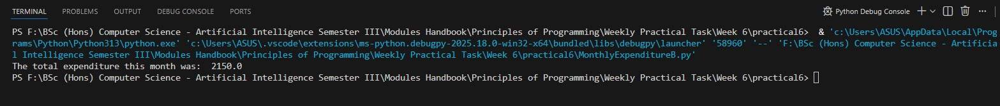 TERMINAL PROBLEMS OUTPUT DEBUG CONSOLE PORTS Python Debug Console
PS F:\BSc (Hons) Computer Science - Artificial Intelligence Semester III\Modules Handbook\Principles of Programming\Weekly Practical Task\Week 6\practical6>  & 'c:\Users\ASUS\AppData\Local\Prog
rams\Python\Python313\python.exe' 'c:\Users\ASUS\.vscode\extensions\ms-python.debugpy-2025.18.0-win32-x64\bundled\libs\debugpy\launcher' '58960' '--' 'F:\BSc (Hons) Computer Science - Artificia
l Intelligence Semester III\Modules Handbook\Principles of Programming\Weekly Practical Task\Week 6\practical6\MonthlyExpenditureB.py'
The total expenditure this month was:  2150.0
PS F:\BSc (Hons) Computer Science - Artificial Intelligence Semester III\Modules Handbook\Principles of Programming\Weekly Practical Task\Week 6\practical6>